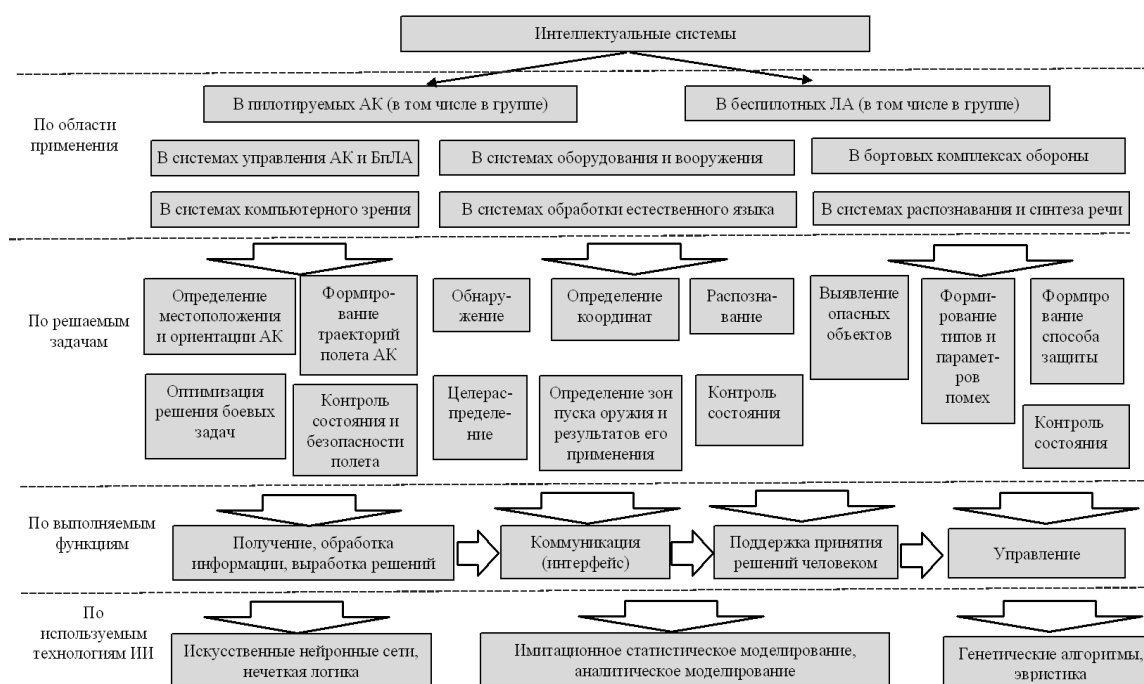 Интеллектуальные системы
По области
применения
В пилотируемых АК (в том числе в группе)
В беспилотных ЛА (в том числе в группе)
В системах управления АК и БпЛА
В системах оборудования и вооружения
В бортовых комплексах обороны
В системах компьютерного зрения
В системах обработки естественного языка
В системах распознавания и синтеза речи
По решаемым
задачам
Определение
местоположения
и ориентации АК
Формиро-
вание
траекторий
полета АК
Обнару-
жение
Определение
координат
Распозна-
вание
Выявление
опасных
объектов
Форми-
рование
типов и
парамет-
ров
помех
Формиро
вание
способа
защиты
Оптимизация
решения боевых
задач
Контроль
состояния и
безопасности
полета
Целерас-
пределе-
ние
Определение зон
пуска оружия и
результатов его
применения
Контроль
состояния
Контроль
состояния
По выполняемым
функциям
Получение, обработка
информации, выработка решений
Коммуникация
(интерфейс)
Поддержка принятия
решений человеком
Управление
По
используемым
технологиям ИИ
Искусственные нейронные сети,
нечеткая логика
Имитационное статистическое моделирование,
аналитическое моделирование
Генетические алгоритмы,
эвристика